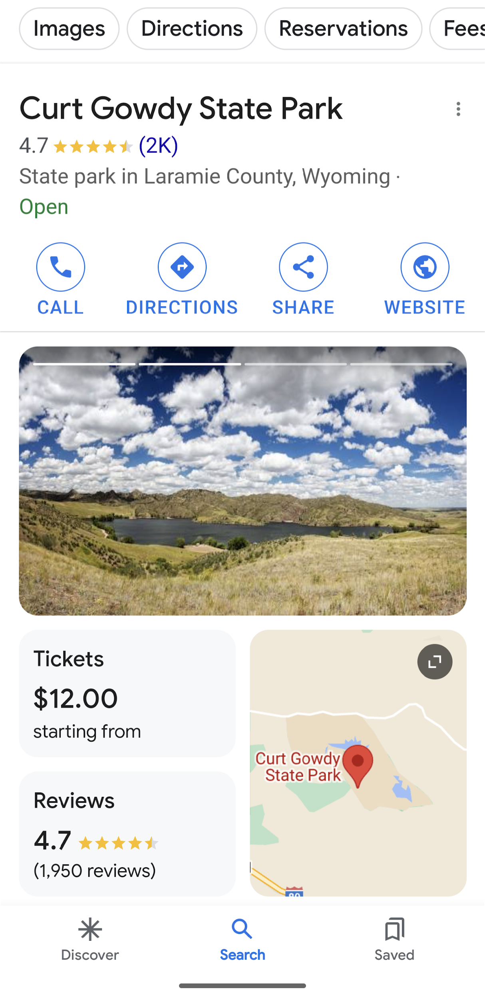 Images
Directions
Reservations
Curt Gowdy State Park
4.7 (2K)
State park in Laramie County, Wyoming ·
Open
CALL
DIRECTIONS
SHARE
WEBSITE
Tickets
$12.00
starting from
Curt Gowdy
State Park
Reviews
4.7
(1,950 reviews)
Discover
Search
Saved